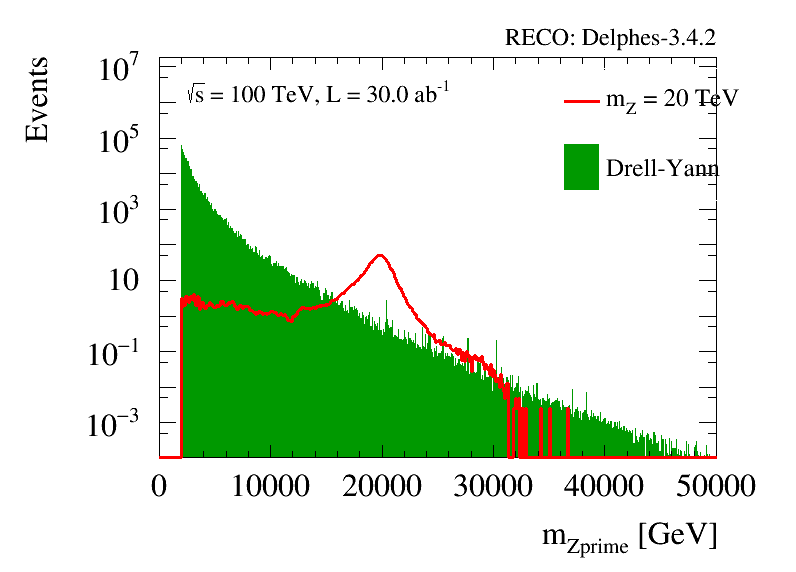 RECO: Delphes-3.4.2
Events
√s = 100 TeV, L = 30.0 ab⁻¹
m_Z = 20 TeV
Drell-Yann
10⁷
10⁵
10³
10
10⁻¹
10⁻³
0 10000 20000 30000 40000 50000
m_Zprime [GeV]